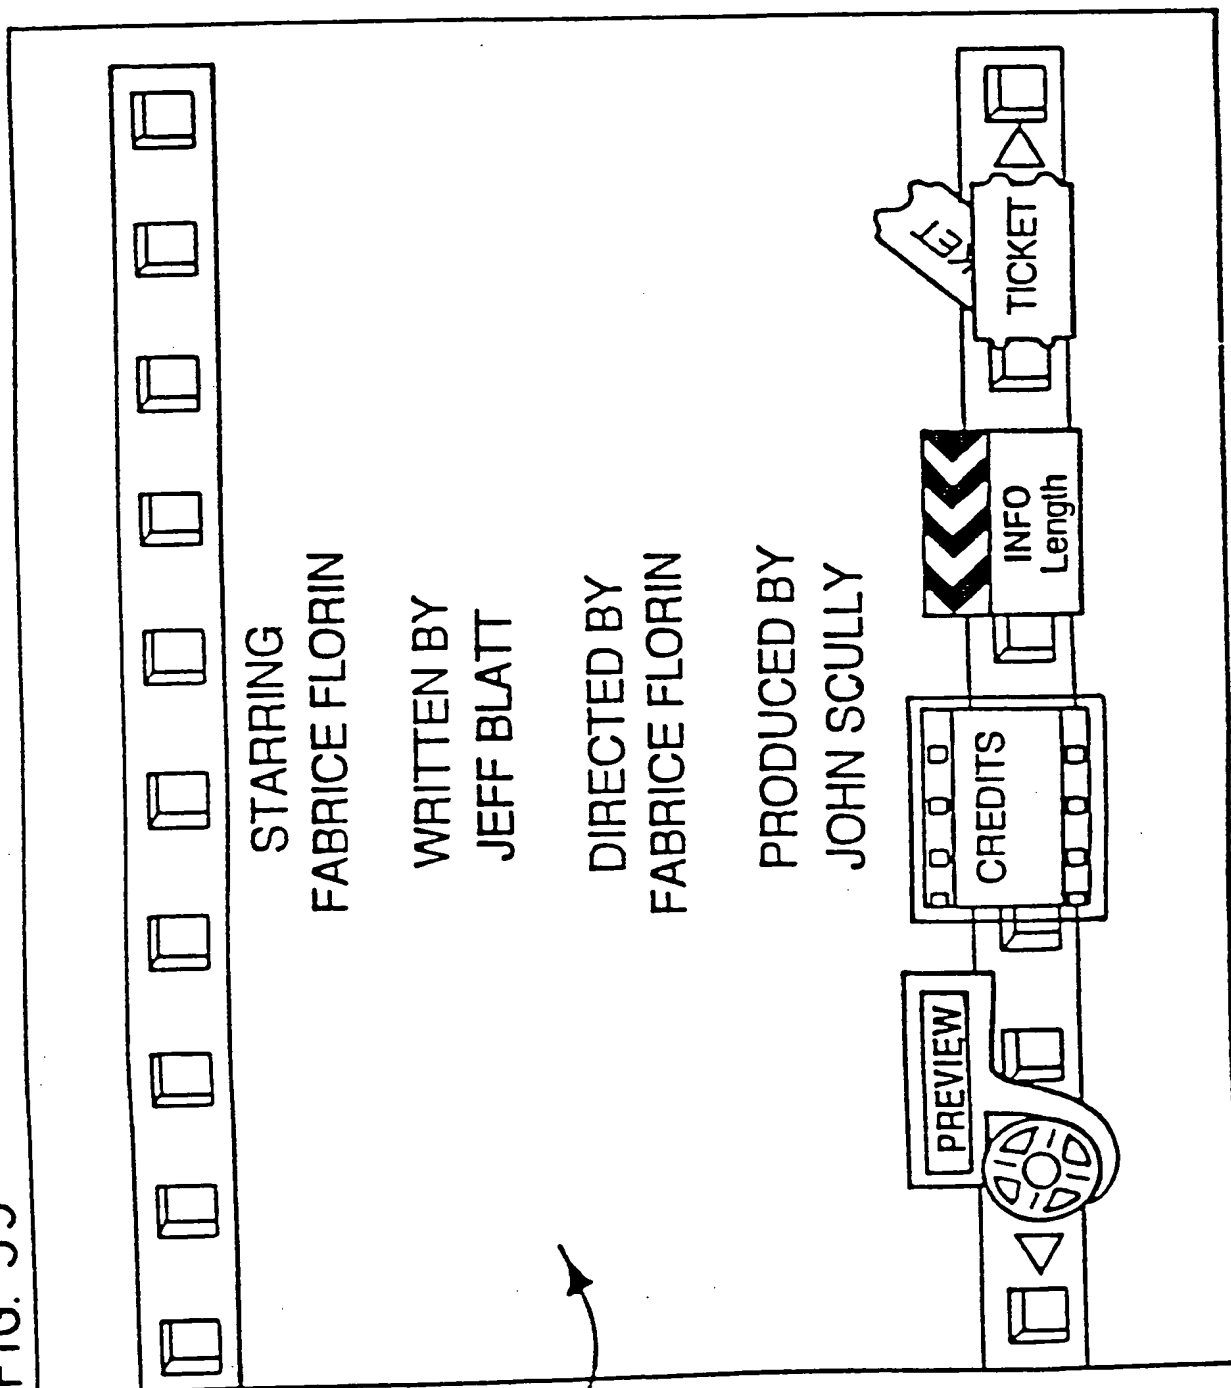 STARRING
FABRICE FLORIN
WRITTEN BY
JEFF BLATT
DIRECTED BY
FABRICE FLORIN
PRODUCED BY
JOHN SCULLY
PREVIEW
CREDITS
INFO
Length
TICKET
KET